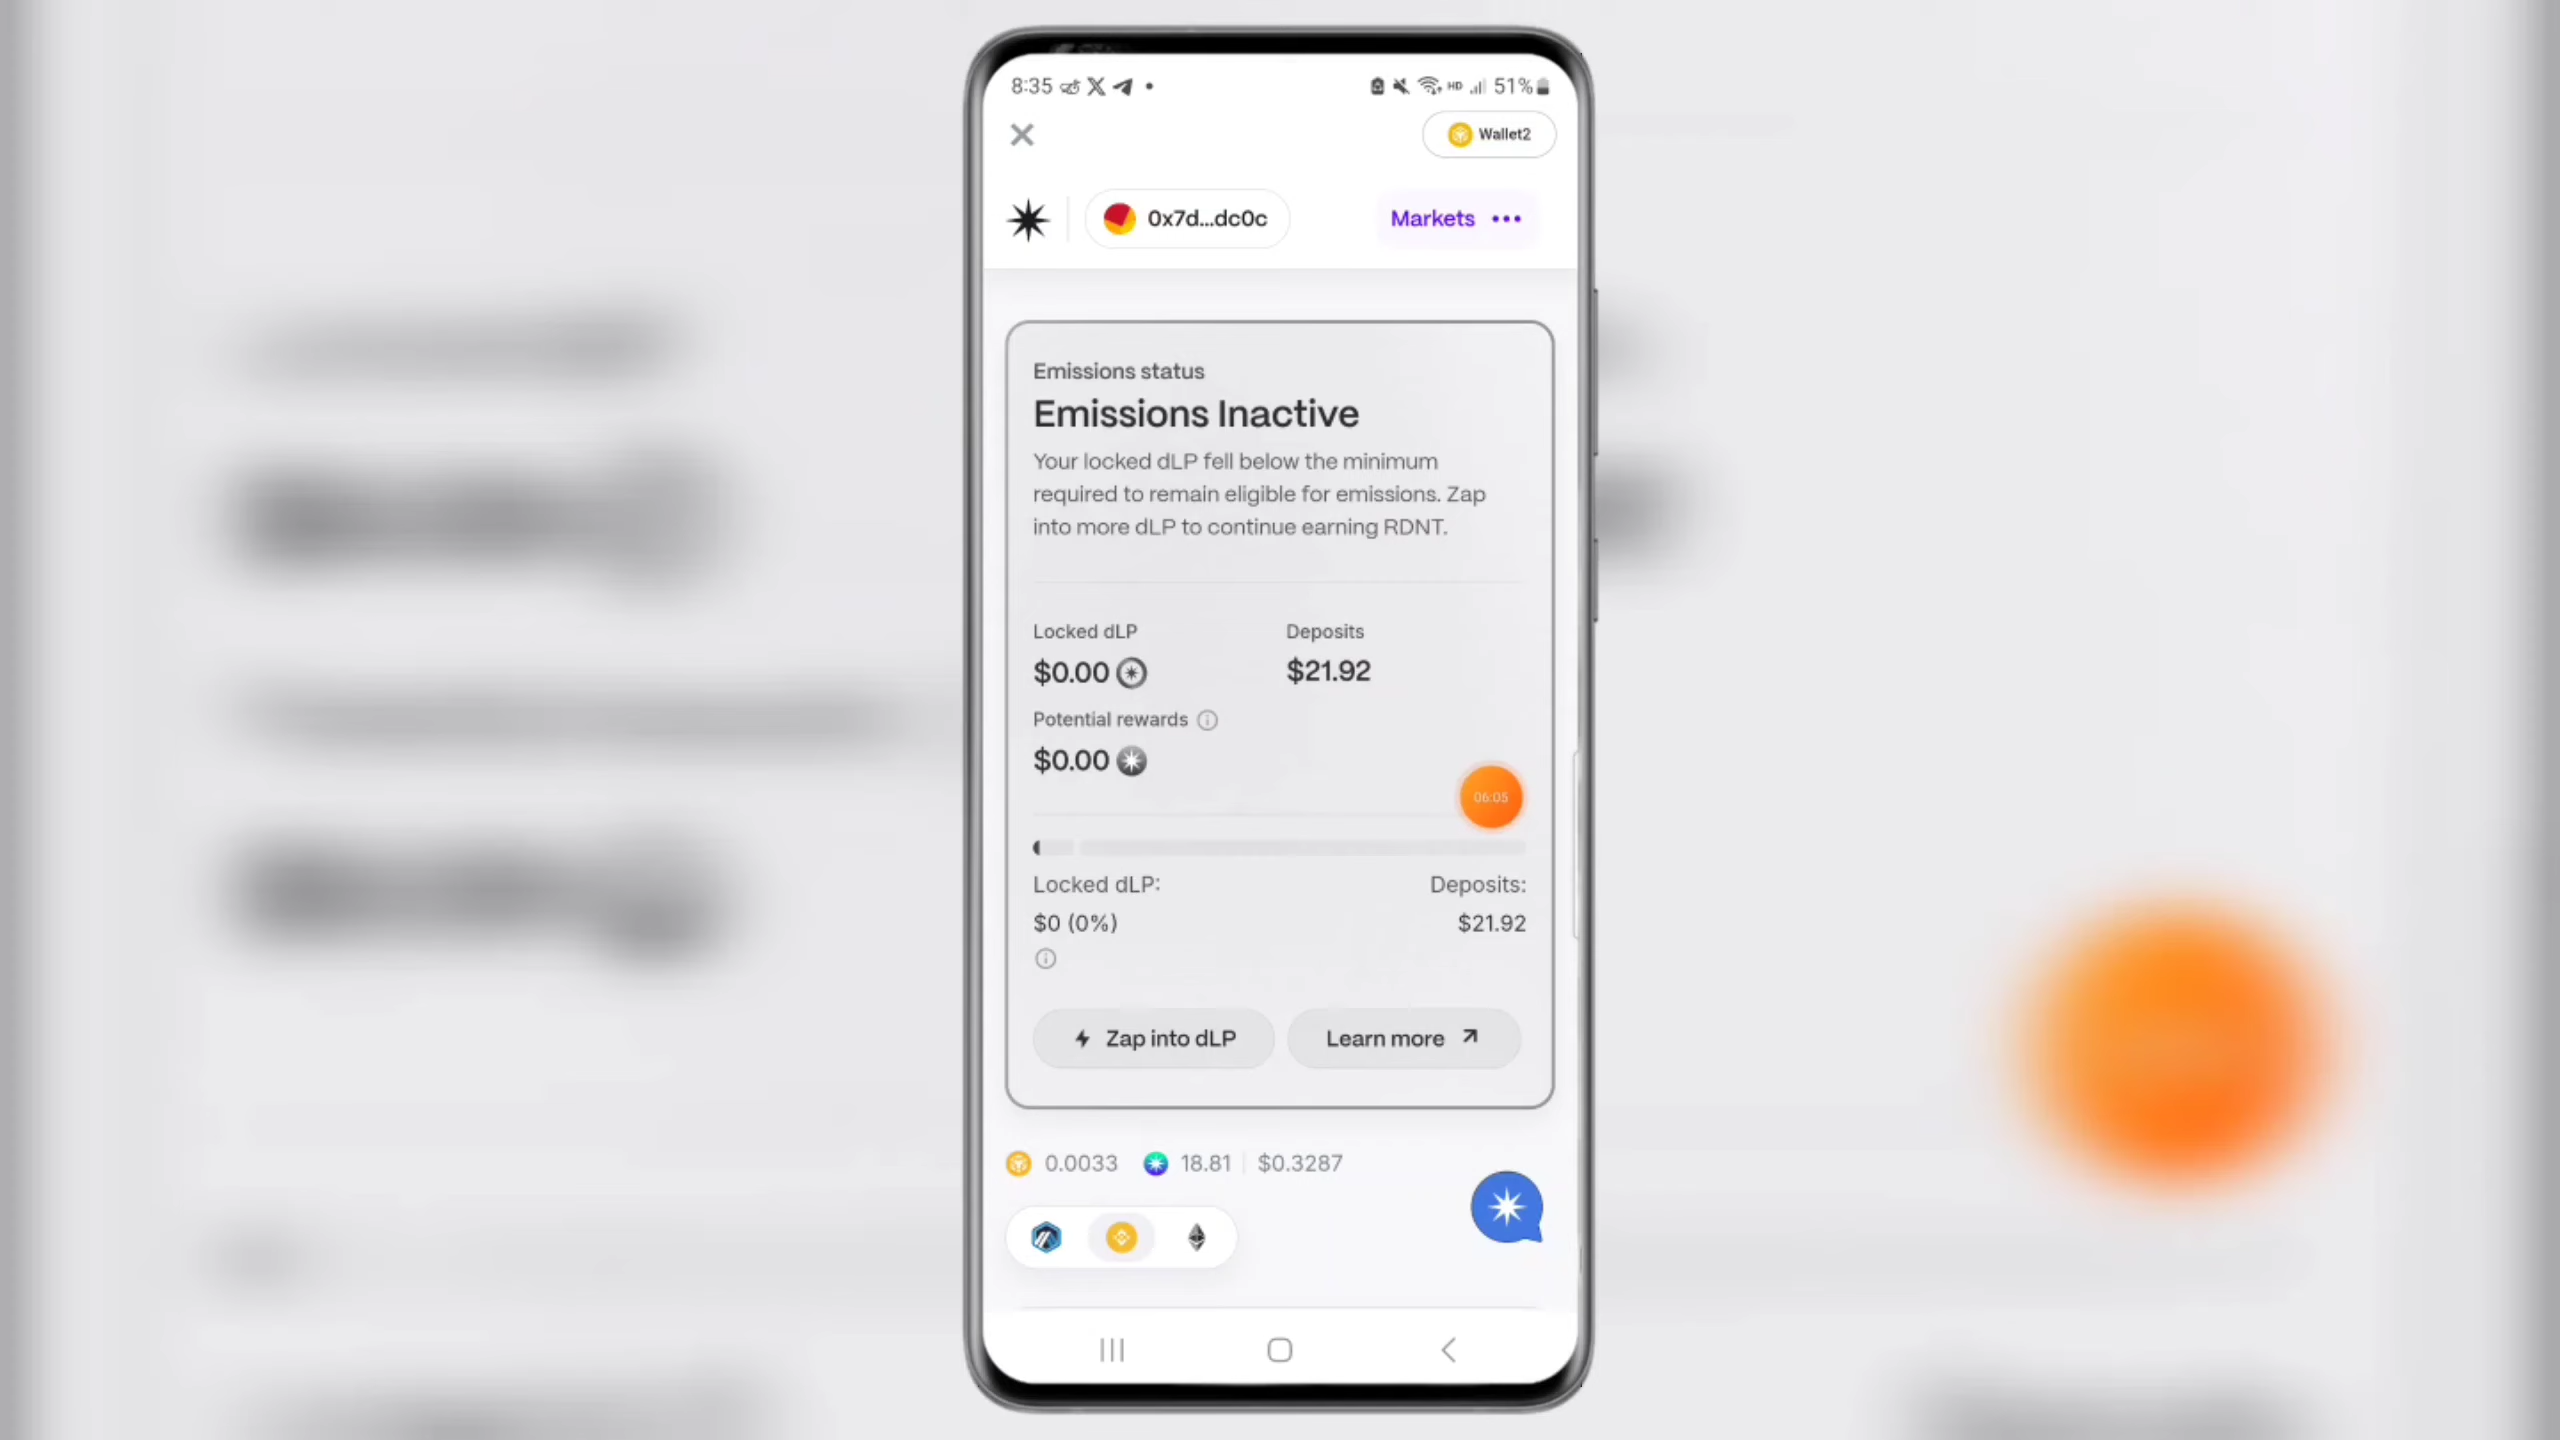 8:35
HD 51%
Wallet2
0x7d...dc0c
Markets
Emissions status
Emissions Inactive
Your locked dLP fell below the minimum
required to remain eligible for emissions. Zap
into more dLP to continue earning RDNT.
Locked dLP
Deposits
$0.00
$21.92
Potential rewards
$0.00
06:05
Locked dLP:
Deposits:
$0 (0%)
$21.92
Zap into dLP
Learn more
0.0033
18.81
$0.3287